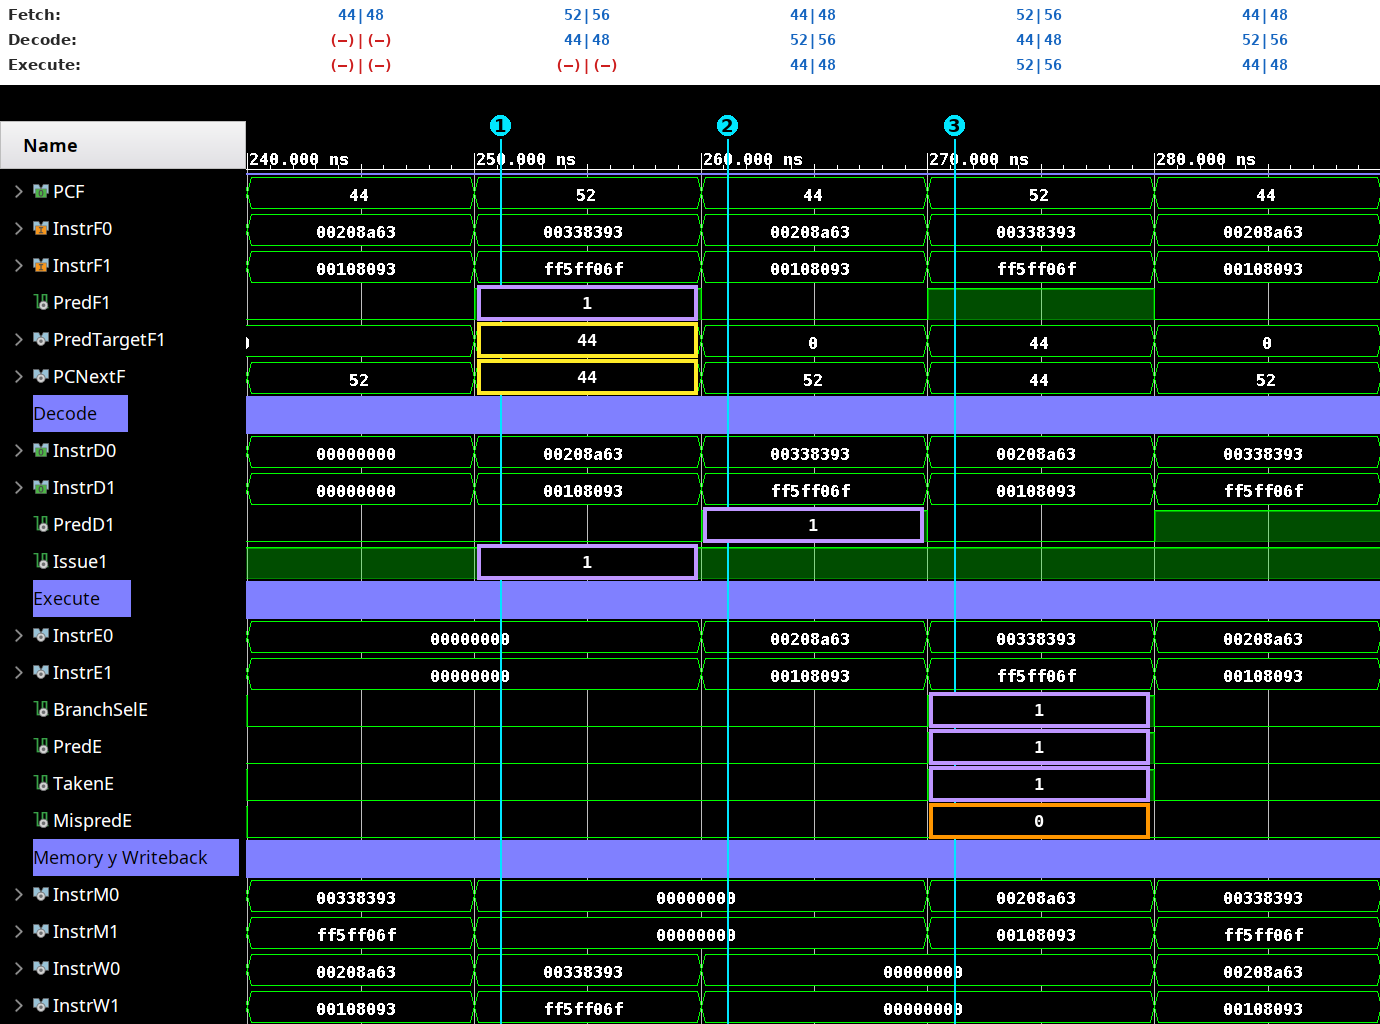 Fetch: 44|48 52|56 44|48 52|56 44|48
Decode: (−)|(−) 44|48 52|56 44|48 52|56
Execute: (−)|(−) (−)|(−) 44|48 52|56 44|48
1 2 3
Name 240.000 ns 250.000 ns 260.000 ns 270.000 ns 280.000 ns
PCF 44 52 44 52 44
InstrF0 00208a63 00338393 00208a63 00338393 00208a63
InstrF1 00108093 ff5ff06f 00108093 ff5ff06f 00108093
PredF1 1
PredTargetF1 0 44 0 44 0
PCNextF 52 44 52 44 52
Decode
InstrD0 00000000 00208a63 00338393 00208a63 00338393
InstrD1 00000000 00108093 ff5ff06f 00108093 ff5ff06f
PredD1 1
Issue1 1
Execute
InstrE0 00000000 00208a63 00338393 00208a63
InstrE1 00000000 00108093 ff5ff06f 00108093
BranchSelE 1
PredE 1
TakenE 1
MispredE 0
Memory y Writeback
InstrM0 00338393 00000000 00208a63 00338393
InstrM1 ff5ff06f 00000000 00108093 ff5ff06f
InstrW0 00208a63 00338393 00000000 00208a63
InstrW1 00108093 ff5ff06f 00000000 00108093